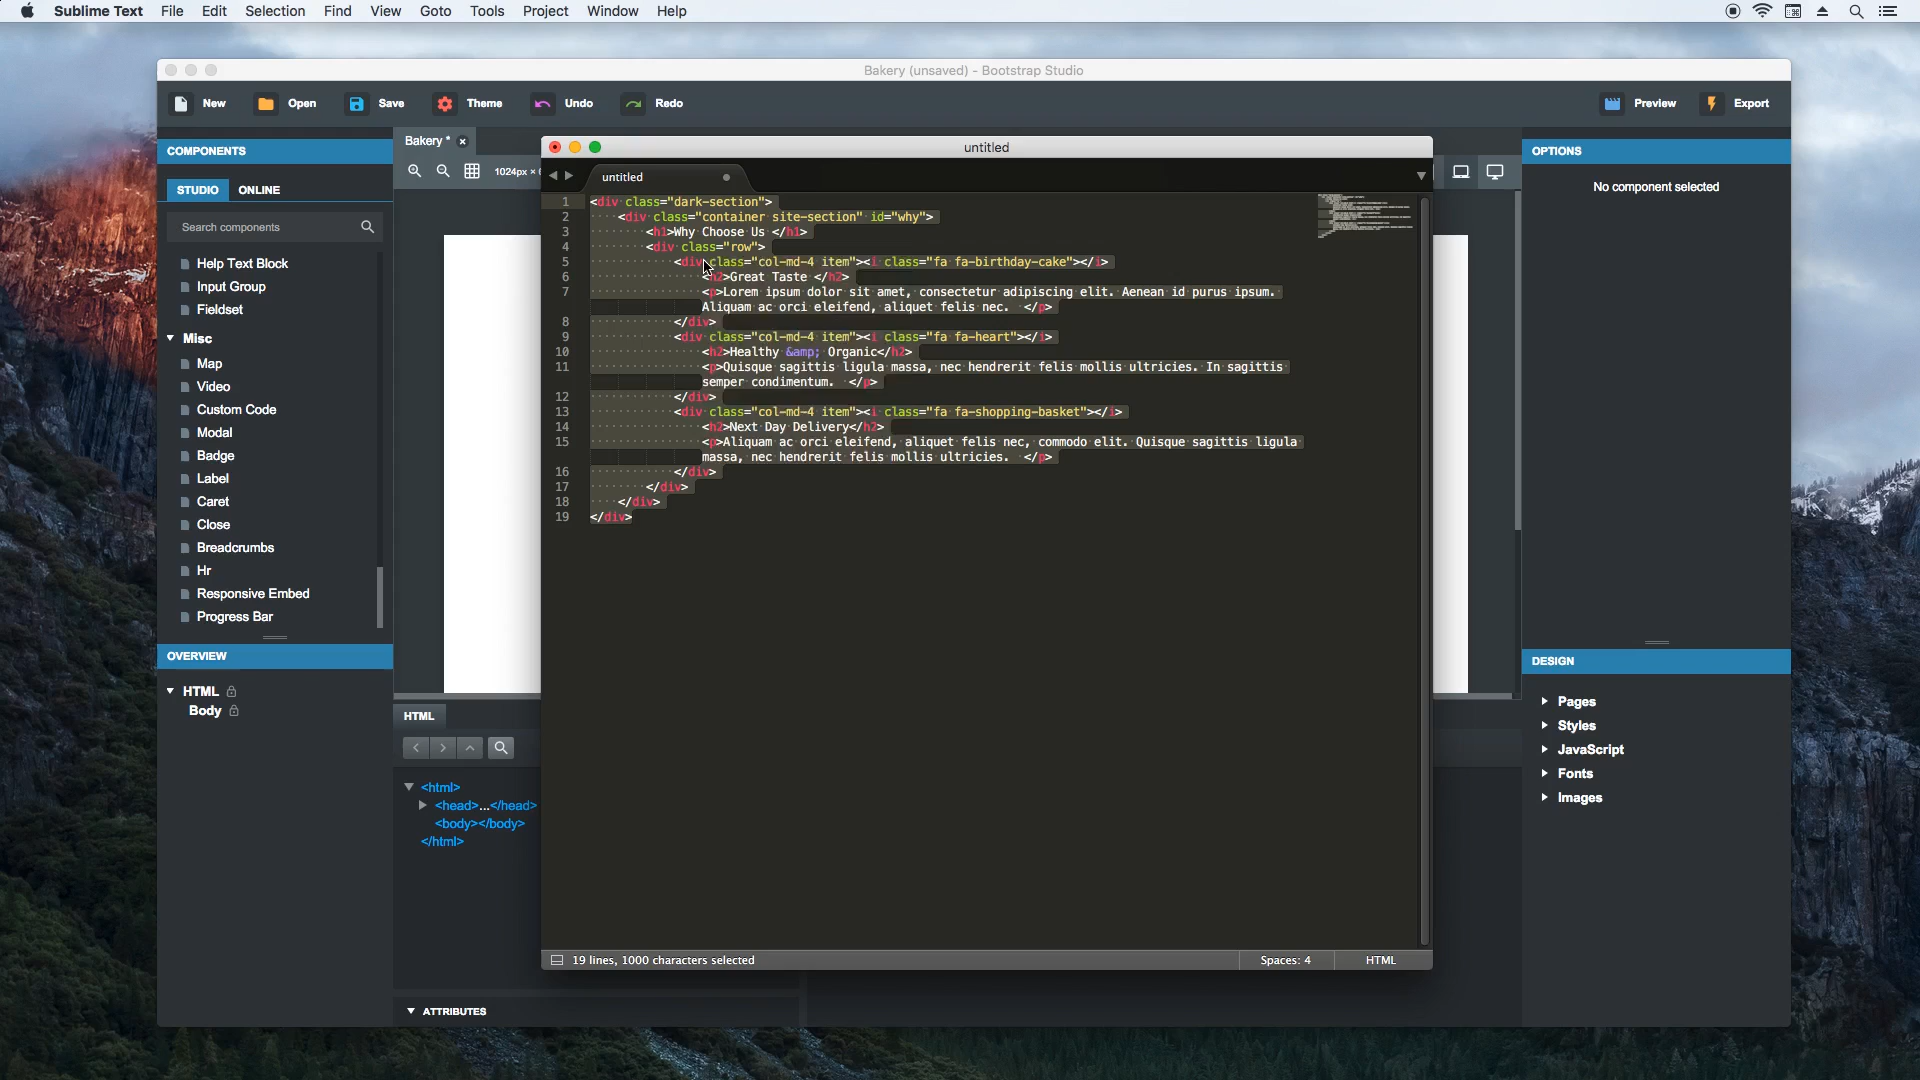 Sublime Text File Edit Selection Find View Goto Tools Project Window Help
Bakery (unsaved) - Bootstrap Studio
New Open Save Theme Undo Redo Preview Export
COMPONENTS
STUDIO ONLINE
Search components
Help Text Block
Input Group
Fieldset
Misc
Map
Video
Custom Code
Modal
Badge
Label
Caret
Close
Breadcrumbs
Hr
Responsive Embed
Progress Bar
OVERVIEW
HTML
Body
Bakery *
1024px ×
HTML
<html>
<head>...</head>
<body></body>
</html>
ATTRIBUTES
untitled
untitled
1 <div class="dark-section">
2 <div class="container site-section" id="why">
3 <h1>Why Choose Us </h1>
4 <div class="row">
5 <div class="col-md-4 item"><i class="fa fa-birthday-cake"></i>
6 <h2>Great Taste </h2>
7 <p>Lorem ipsum dolor sit amet, consectetur adipiscing elit. Aenean id purus ipsum.
Aliquam ac orci eleifend, aliquet felis nec. </p>
8 </div>
9 <div class="col-md-4 item"><i class="fa fa-heart"></i>
10 <h2>Healthy &amp; Organic</h2>
11 <p>Quisque sagittis ligula massa, nec hendrerit felis mollis ultricies. In sagittis
semper condimentum. </p>
12 </div>
13 <div class="col-md-4 item"><i class="fa fa-shopping-basket"></i>
14 <h2>Next Day Delivery</h2>
15 <p>Aliquam ac orci eleifend, aliquet felis nec, commodo elit. Quisque sagittis ligula
massa, nec hendrerit felis mollis ultricies. </p>
16 </div>
17 </div>
18 </div>
19 </div>
19 lines, 1000 characters selected Spaces: 4 HTML
OPTIONS
No component selected
DESIGN
Pages
Styles
JavaScript
Fonts
Images